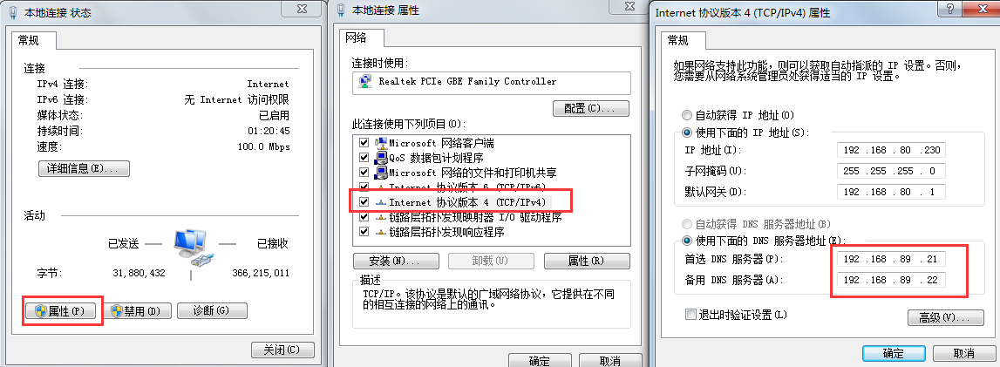 本地连接 状态
常规
连接
IPv4 连接: Internet
IPv6 连接: 无 Internet 访问权限
媒体状态: 已启用
持续时间: 01:20:45
速度: 100.0 Mbps
详细信息(E)...
活动
已发送 — — 已接收
字节: 31,880,432 | 366,215,011
属性(P)
禁用(D)
诊断(G)
关闭(C)
本地连接 属性
网络
连接时使用:
Realtek PCIe GBE Family Controller
配置(C)...
此连接使用下列项目(O):
Microsoft 网络客户端
QoS 数据包计划程序
Microsoft 网络的文件和打印机共享
Internet 协议版本 6 (TCP/IPv6)
Internet 协议版本 4 (TCP/IPv4)
链路层拓扑发现映射器 I/O 驱动程序
链路层拓扑发现响应程序
安装(N)...
卸载(U)
属性(R)
描述
TCP/IP。该协议是默认的广域网络协议，它提供在不同
的相互连接的网络上的通讯。
确定
取消
Internet 协议版本 4 (TCP/IPv4) 属性
常规
如果网络支持此功能，则可以获取自动指派的 IP 设置。否则，
您需要从网络系统管理员处获得适当的 IP 设置。
自动获得 IP 地址(O)
使用下面的 IP 地址(S):
IP 地址(I): 192 .168 . 80 .230
子网掩码(U): 255 .255 .255 . 0
默认网关(D): 192 .168 . 80 . 1
自动获得 DNS 服务器地址(B)
使用下面的 DNS 服务器地址(E):
首选 DNS 服务器(P): 192 .168 . 89 . 21
备用 DNS 服务器(A): 192 .168 . 89 . 22
退出时验证设置(L)
高级(V)...
确定
取消